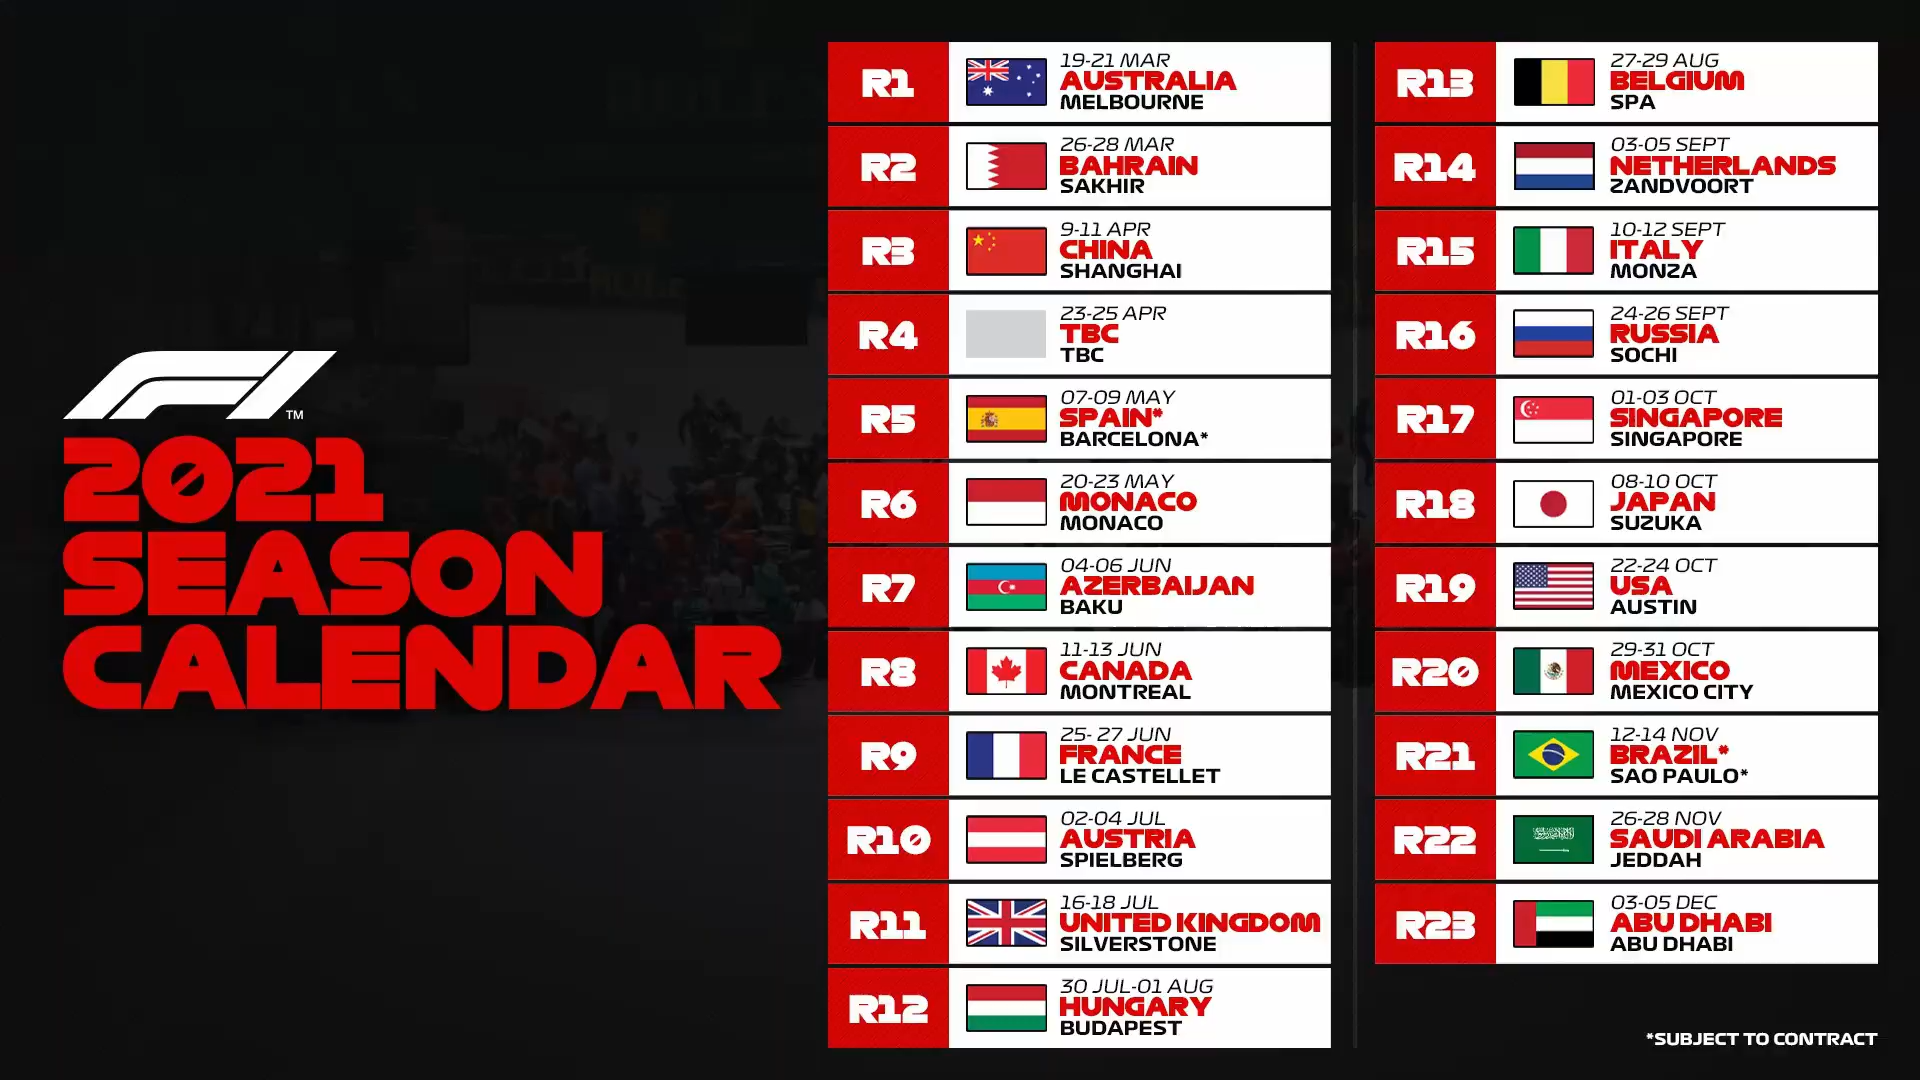 F1 TM
2021
SEASON
CALENDAR
R1
19-21 MAR
AUSTRALIA
MELBOURNE
R2
26-28 MAR
BAHRAIN
SAKHIR
R3
9-11 APR
CHINA
SHANGHAI
R4
23-25 APR
TBC
TBC
R5
07-09 MAY
SPAIN*
BARCELONA*
R6
20-23 MAY
MONACO
MONACO
R7
04-06 JUN
AZERBAIJAN
BAKU
R8
11-13 JUN
CANADA
MONTREAL
R9
25- 27 JUN
FRANCE
LE CASTELLET
R10
02-04 JUL
AUSTRIA
SPIELBERG
R11
16-18 JUL
UNITED KINGDOM
SILVERSTONE
R12
30 JUL-01 AUG
HUNGARY
BUDAPEST
R13
27-29 AUG
BELGIUM
SPA
R14
03-05 SEPT
NETHERLANDS
ZANDVOORT
R15
10-12 SEPT
ITALY
MONZA
R16
24-26 SEPT
RUSSIA
SOCHI
R17
01-03 OCT
SINGAPORE
SINGAPORE
R18
08-10 OCT
JAPAN
SUZUKA
R19
22-24 OCT
USA
AUSTIN
R20
29-31 OCT
MEXICO
MEXICO CITY
R21
12-14 NOV
BRAZIL*
SAO PAULO*
R22
26-28 NOV
SAUDI ARABIA
JEDDAH
R23
03-05 DEC
ABU DHABI
ABU DHABI
*SUBJECT TO CONTRACT